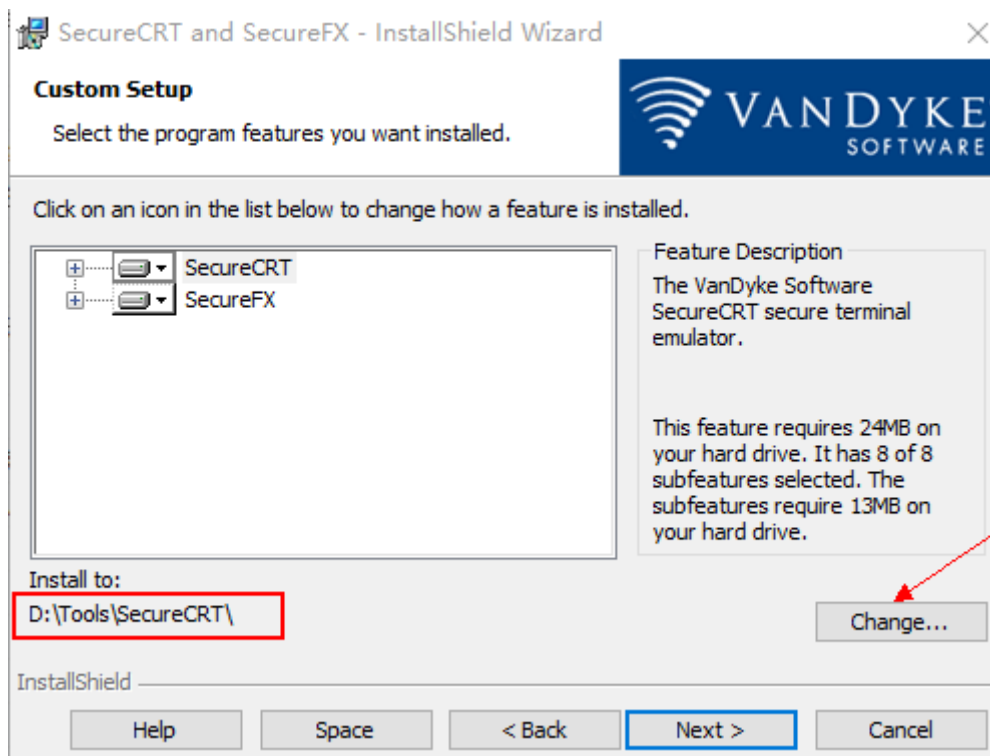 SecureCRT and SecureFX - InstallShield Wizard
Custom Setup
Select the program features you want installed.
VANDYKE
SOFTWARE
Click on an icon in the list below to change how a feature is installed.
SecureCRT
SecureFX
Feature Description
The VanDyke Software
SecureCRT secure terminal
emulator.
This feature requires 24MB on
your hard drive. It has 8 of 8
subfeatures selected. The
subfeatures require 13MB on
your hard drive.
Install to:
D:\Tools\SecureCRT\
Change...
InstallShield
Help
Space
< Back
Next >
Cancel